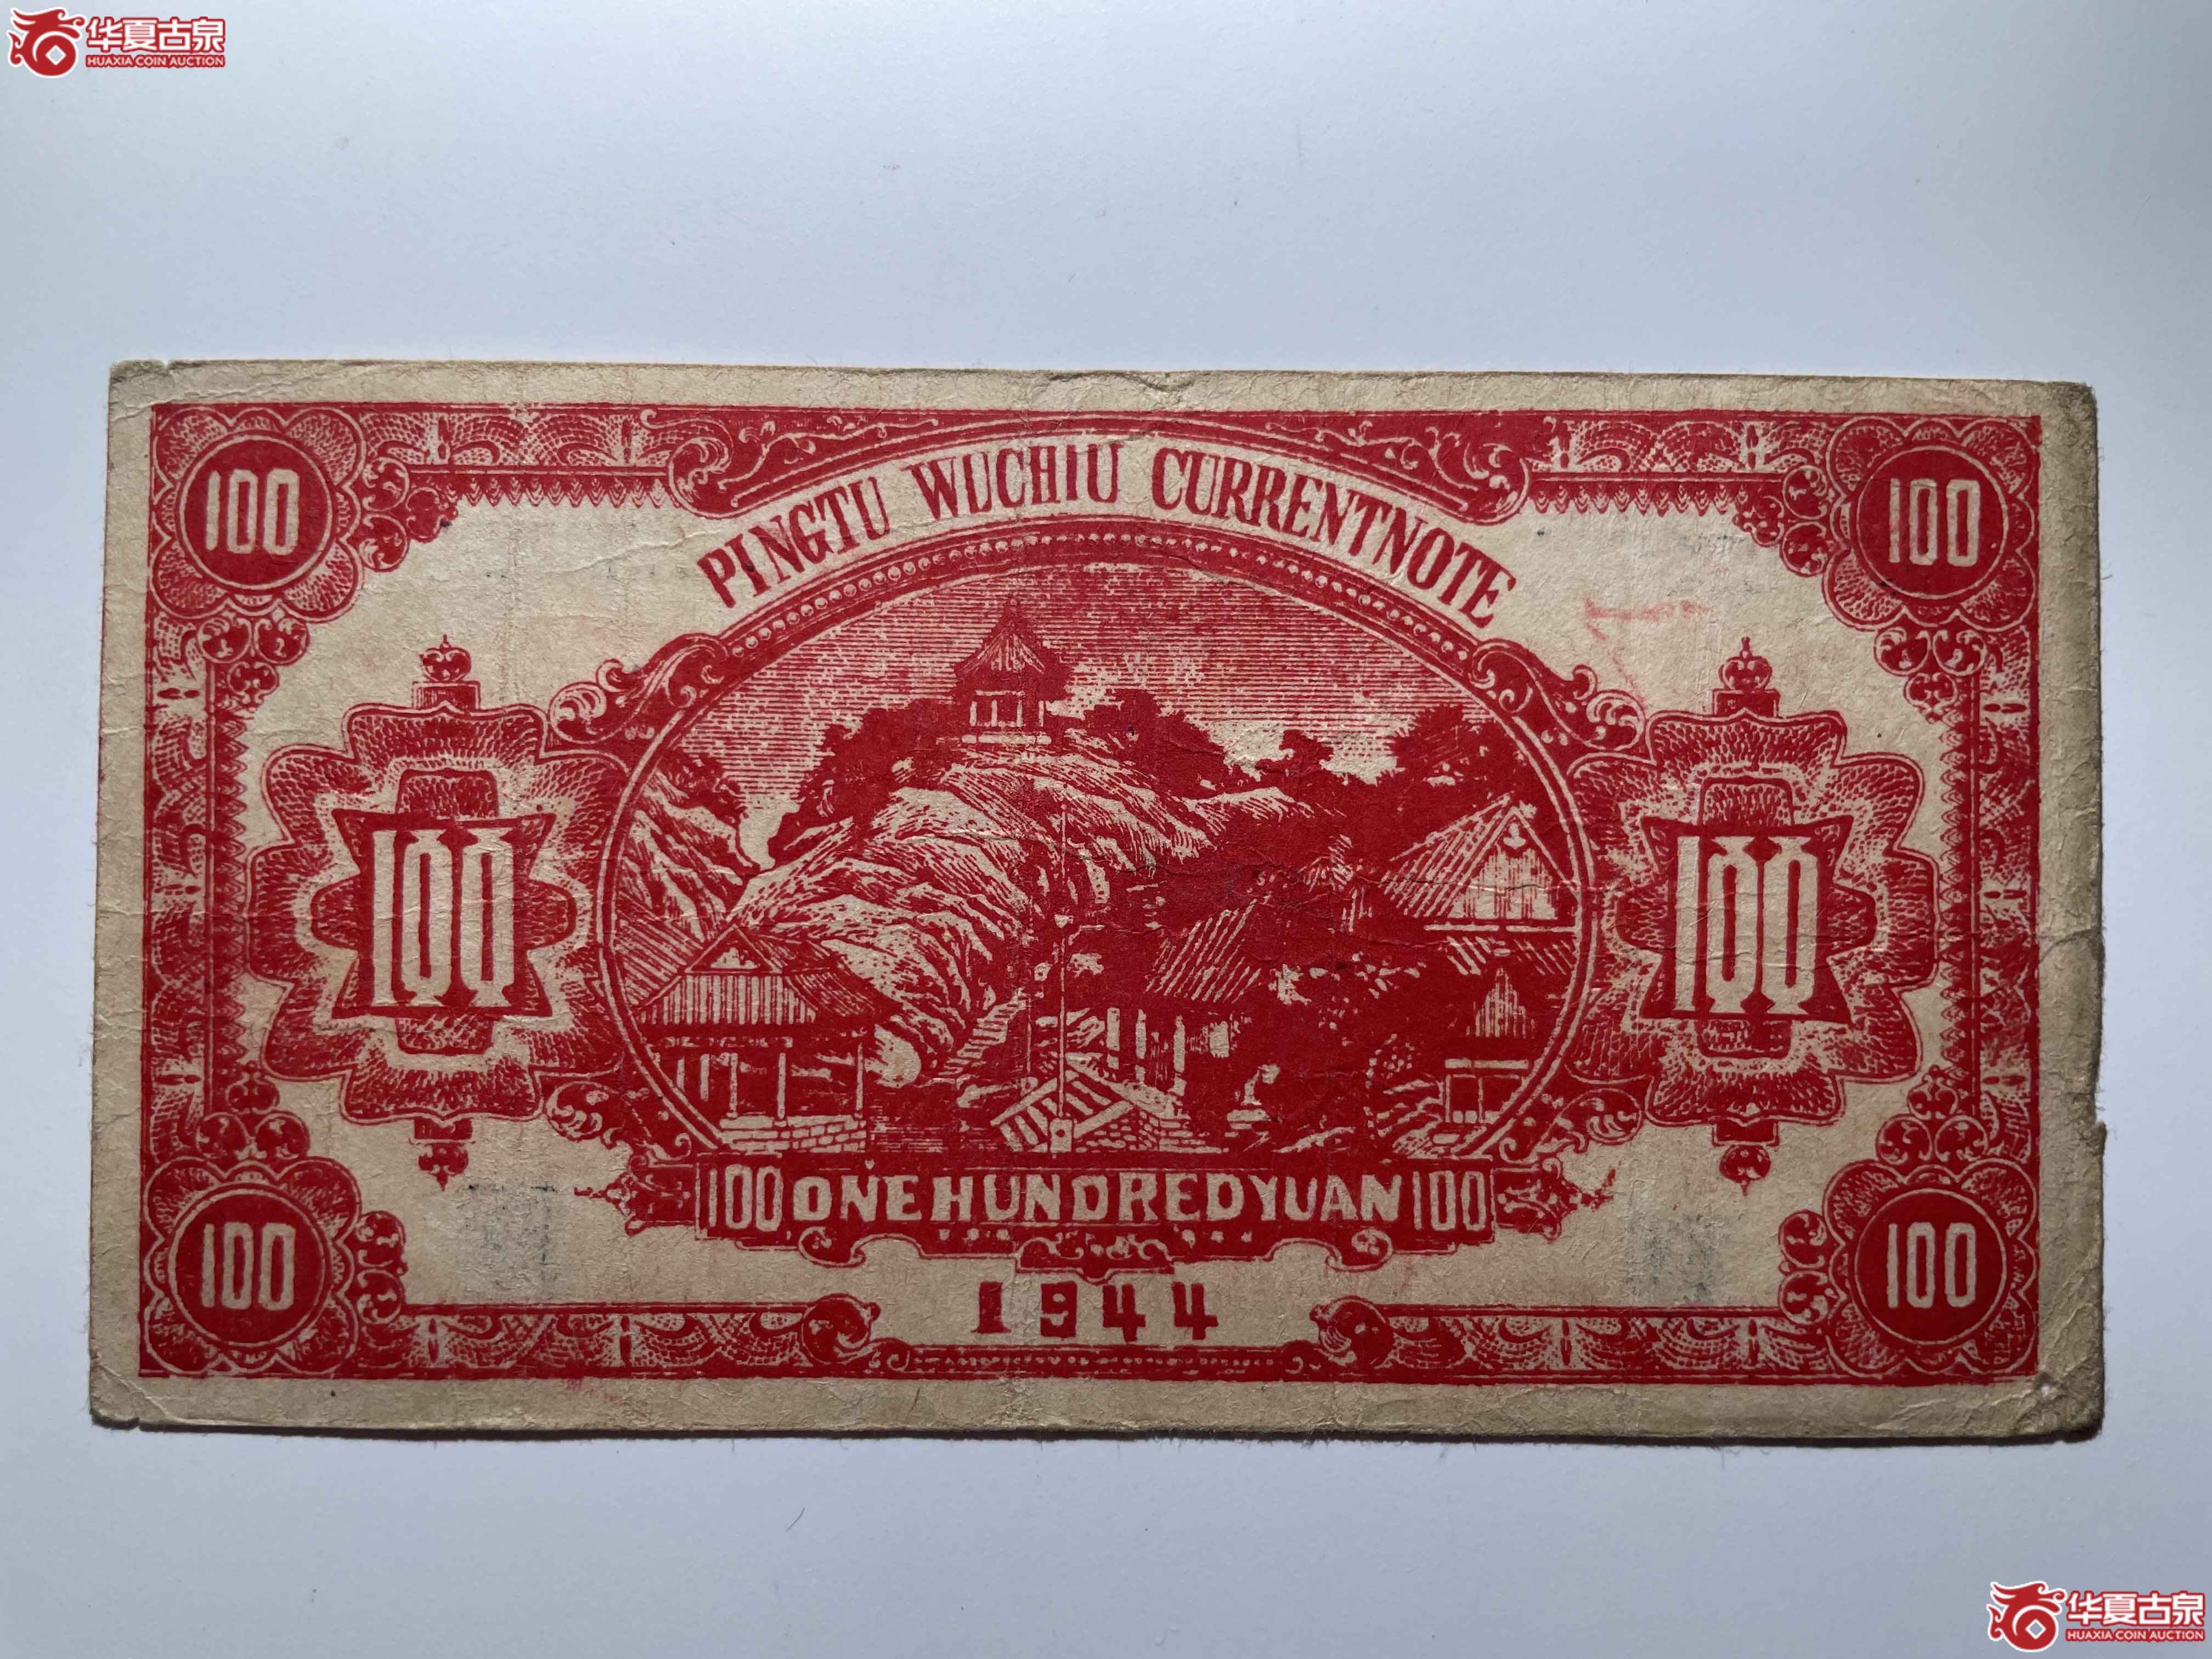 华夏古泉
HUAXIA COIN AUCTION
100
100
PINGTU WUCHIU CURRENTNOTE
100
100
100 ONE HUNDRED YUAN 100
100
1944
100
华夏古泉
HUAXIA COIN AUCTION